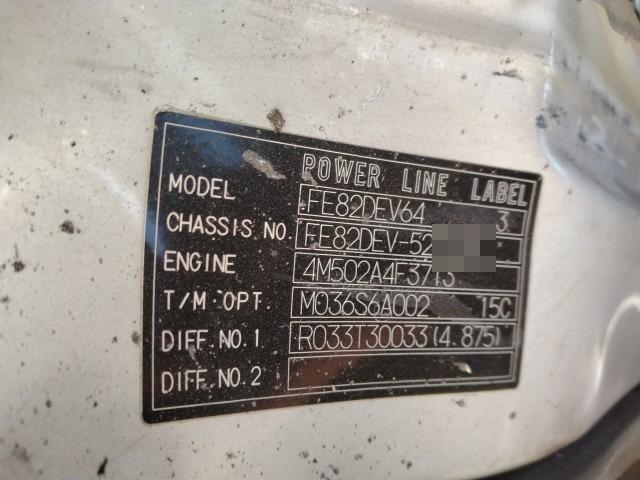 POWER LINE LABEL
MODEL FE82DEV64 3
CHASSIS NO. FE82DEV-52
ENGINE 4M502A4F3713
T/M OPT. M036S6A002 15C
DIFF.NO.1 R033T30033(4.875)
DIFF.NO.2